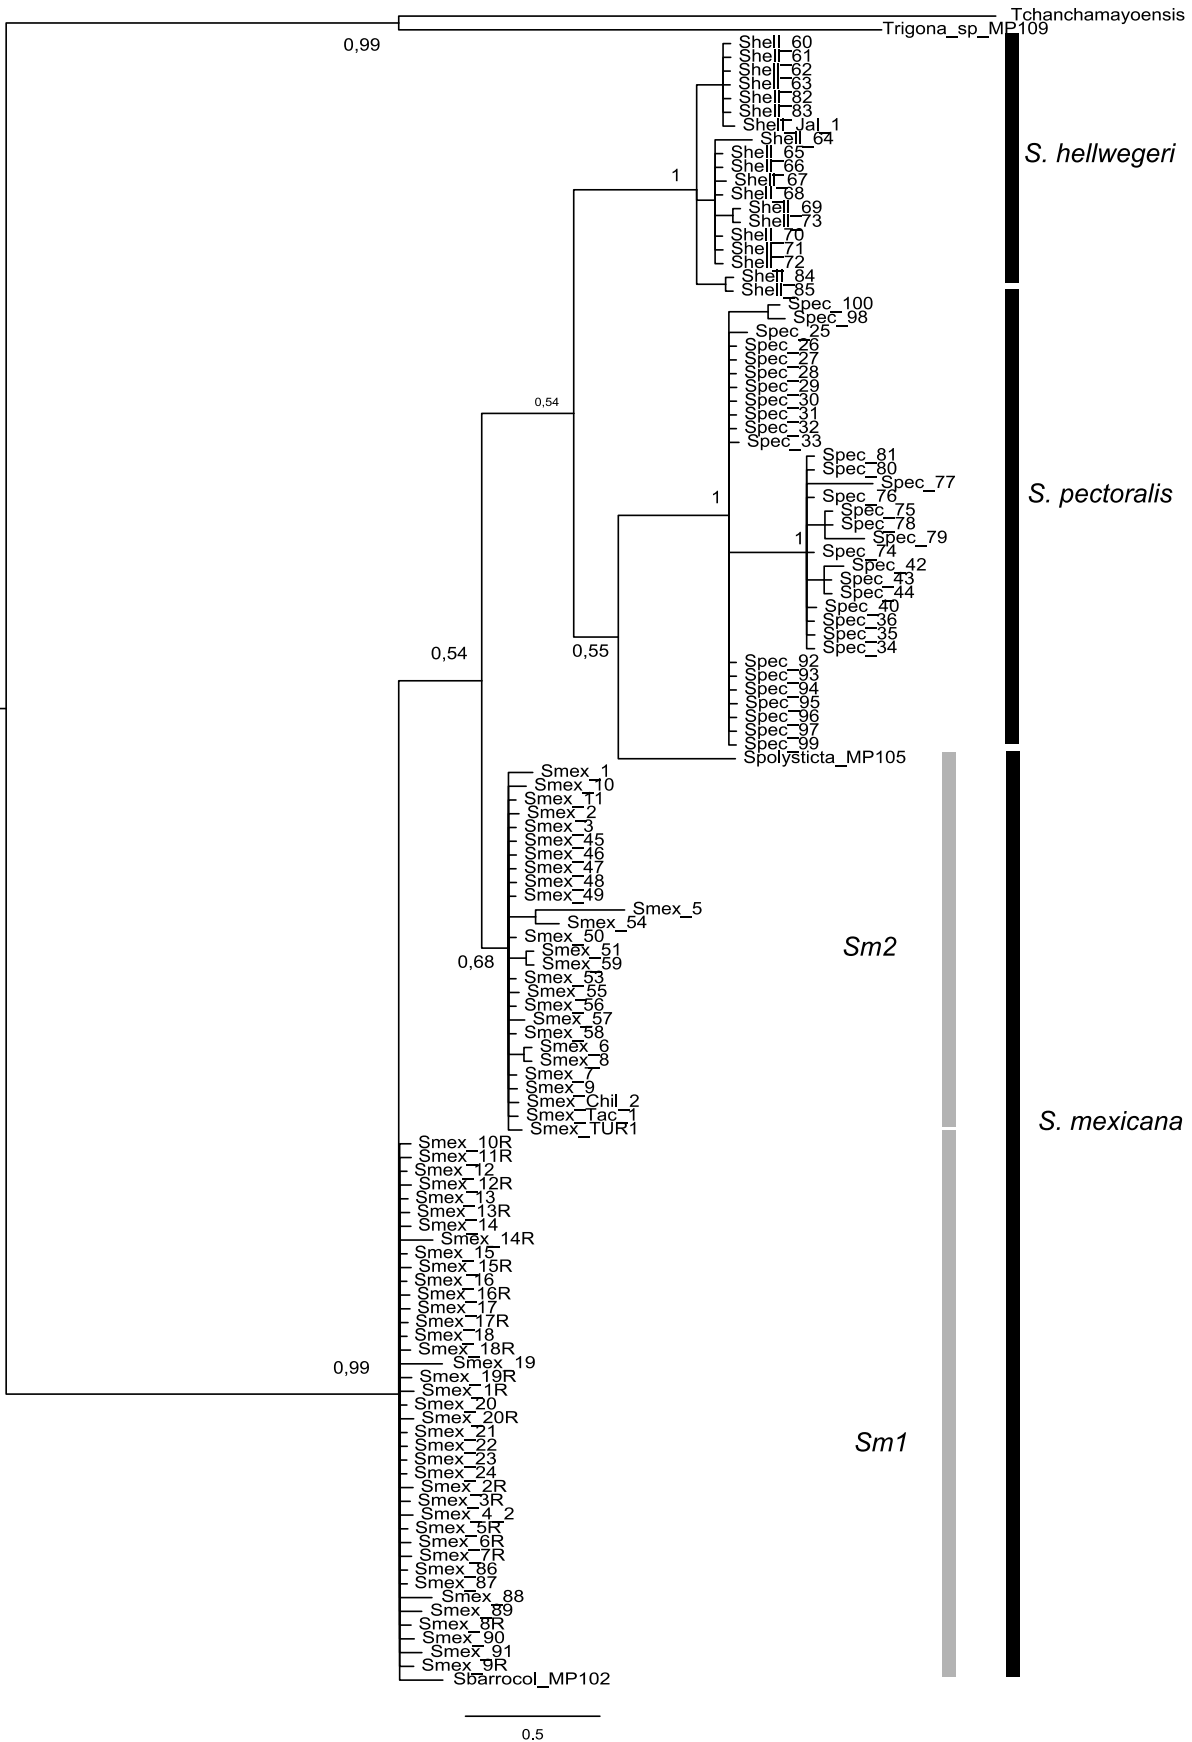 Tchanchamayoensis
Trigona_sp_MP109
0,99
Shell_60
Shell_61
Shell_62
Shell_63
Shell_82
Shell_83
Shell_Jal_1
Shell_64
Shell_65
S. hellwegeri
Shell_66
1
Shell_67
Shell_68
Shell_69
Shell_73
Shell_70
Shell_71
Shell_72
Shell_84
Shell_85
Spec_100
Spec_98
Spec_25
Spec_26
Spec_27
Spec_28
Spec_29
0,54
Spec_30
Spec_31
Spec_32
Spec_33
Spec_81
Spec_80
Spec_77
1
Spec_76
S. pectoralis
Spec_75
Spec_78
1
Spec_79
Spec_74
Spec_42
Spec_43
Spec_44
Spec_40
Spec_36
Spec_35
Spec_34
0,54
0,55
Spec_92
Spec_93
Spec_94
Spec_95
Spec_96
Spec_97
Spec_99
Spolysticta_MP105
Smex_1
Smex_10
Smex_11
Smex_2
Smex_3
Smex_45
Smex_46
Smex_47
Smex_48
Smex_49
Smex_5
Smex_54
Smex_50
Sm2
Smex_51
0,68
Smex_59
Smex_53
Smex_55
Smex_56
Smex_57
Smex_58
Smex_6
Smex_8
Smex_7
Smex_9
Smex_Chil_2
Smex_Tac_1
S. mexicana
Smex_TUR1
Smex_10R
Smex_11R
Smex_12
Smex_12R
Smex_13
Smex_13R
Smex_14
Smex_14R
Smex_15
Smex_15R
Smex_16
Smex_16R
Smex_17
Smex_17R
Smex_18
Smex_18R
Smex_19
0,99
Smex_19R
Smex_1R
Smex_20
Smex_20R
Smex_21
Sm1
Smex_22
Smex_23
Smex_24
Smex_2R
Smex_3R
Smex_4_2
Smex_5R
Smex_6R
Smex_7R
Smex_86
Smex_87
Smex_88
Smex_89
Smex_8R
Smex_90
Smex_91
Smex_9R
Sbarrocol_MP102
0.5